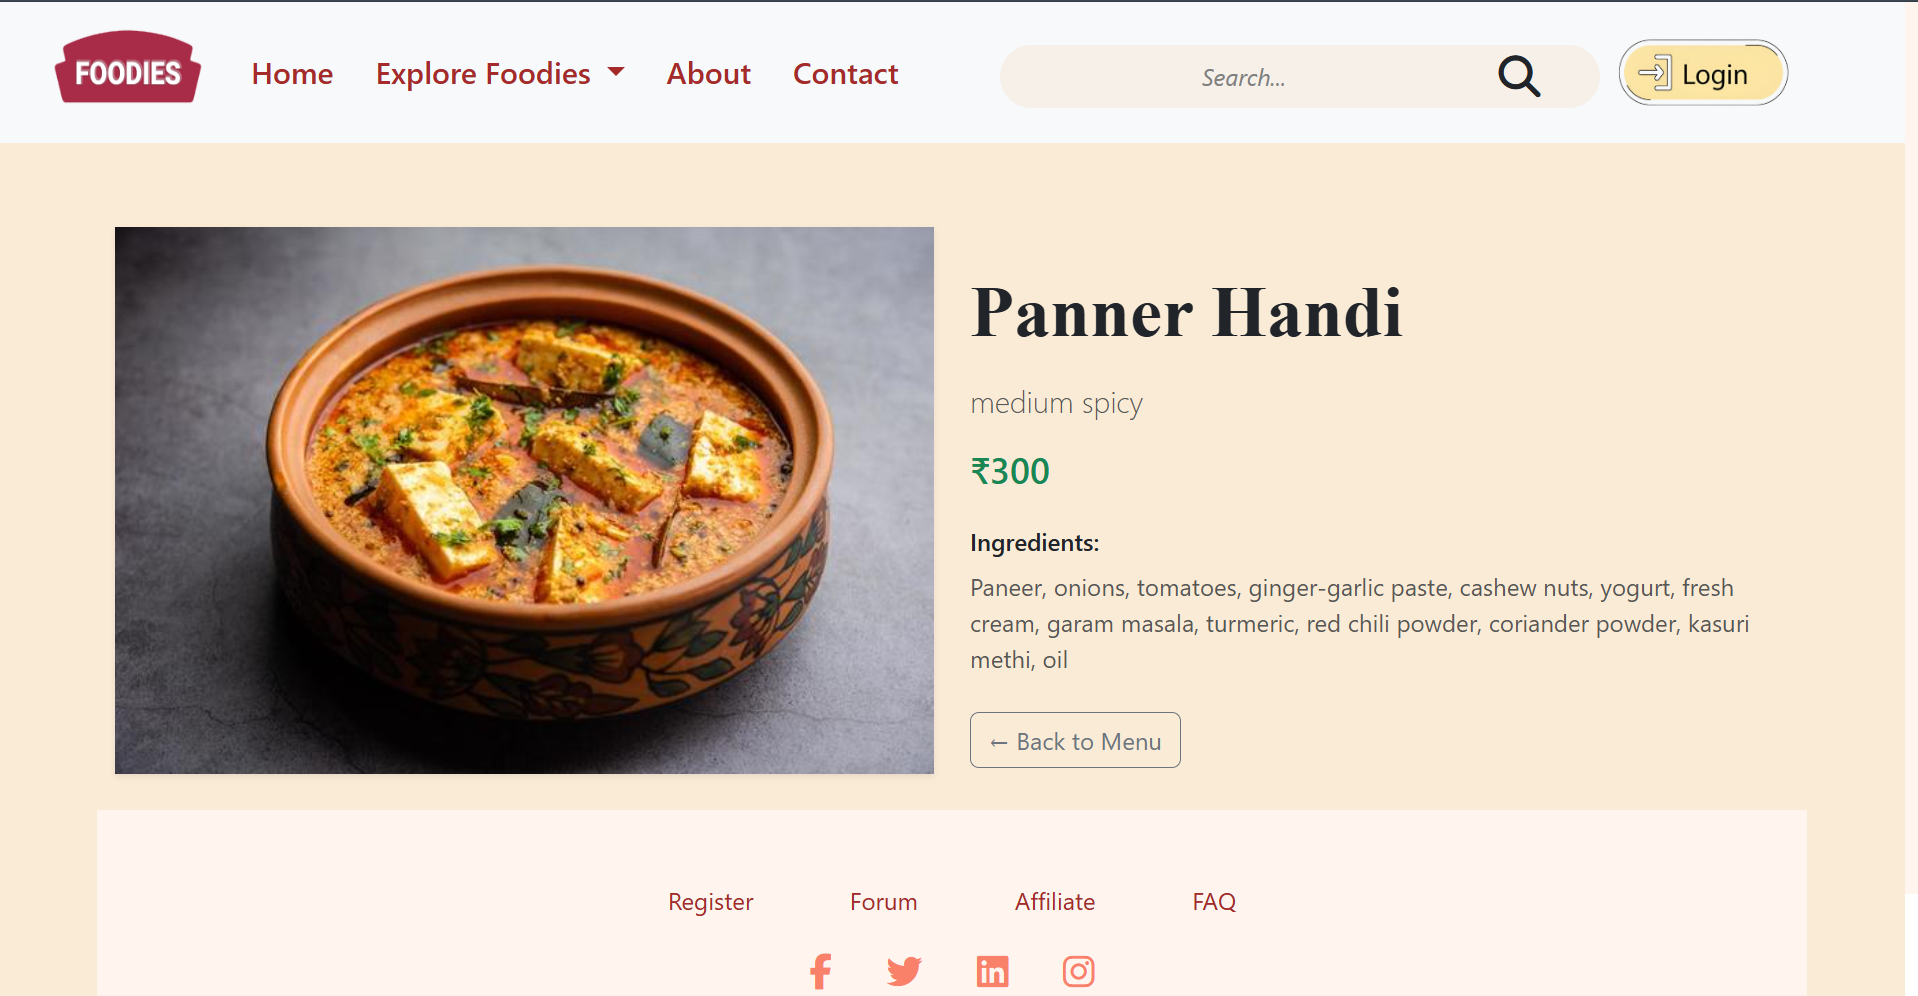 FOODIES
Home
Explore Foodies
About
Contact
Search...
Login
Panner Handi
medium spicy
₹300
Ingredients:
Paneer, onions, tomatoes, ginger-garlic paste, cashew nuts, yogurt, fresh
cream, garam masala, turmeric, red chili powder, coriander powder, kasuri
methi, oil
← Back to Menu
Register
Forum
Affiliate
FAQ